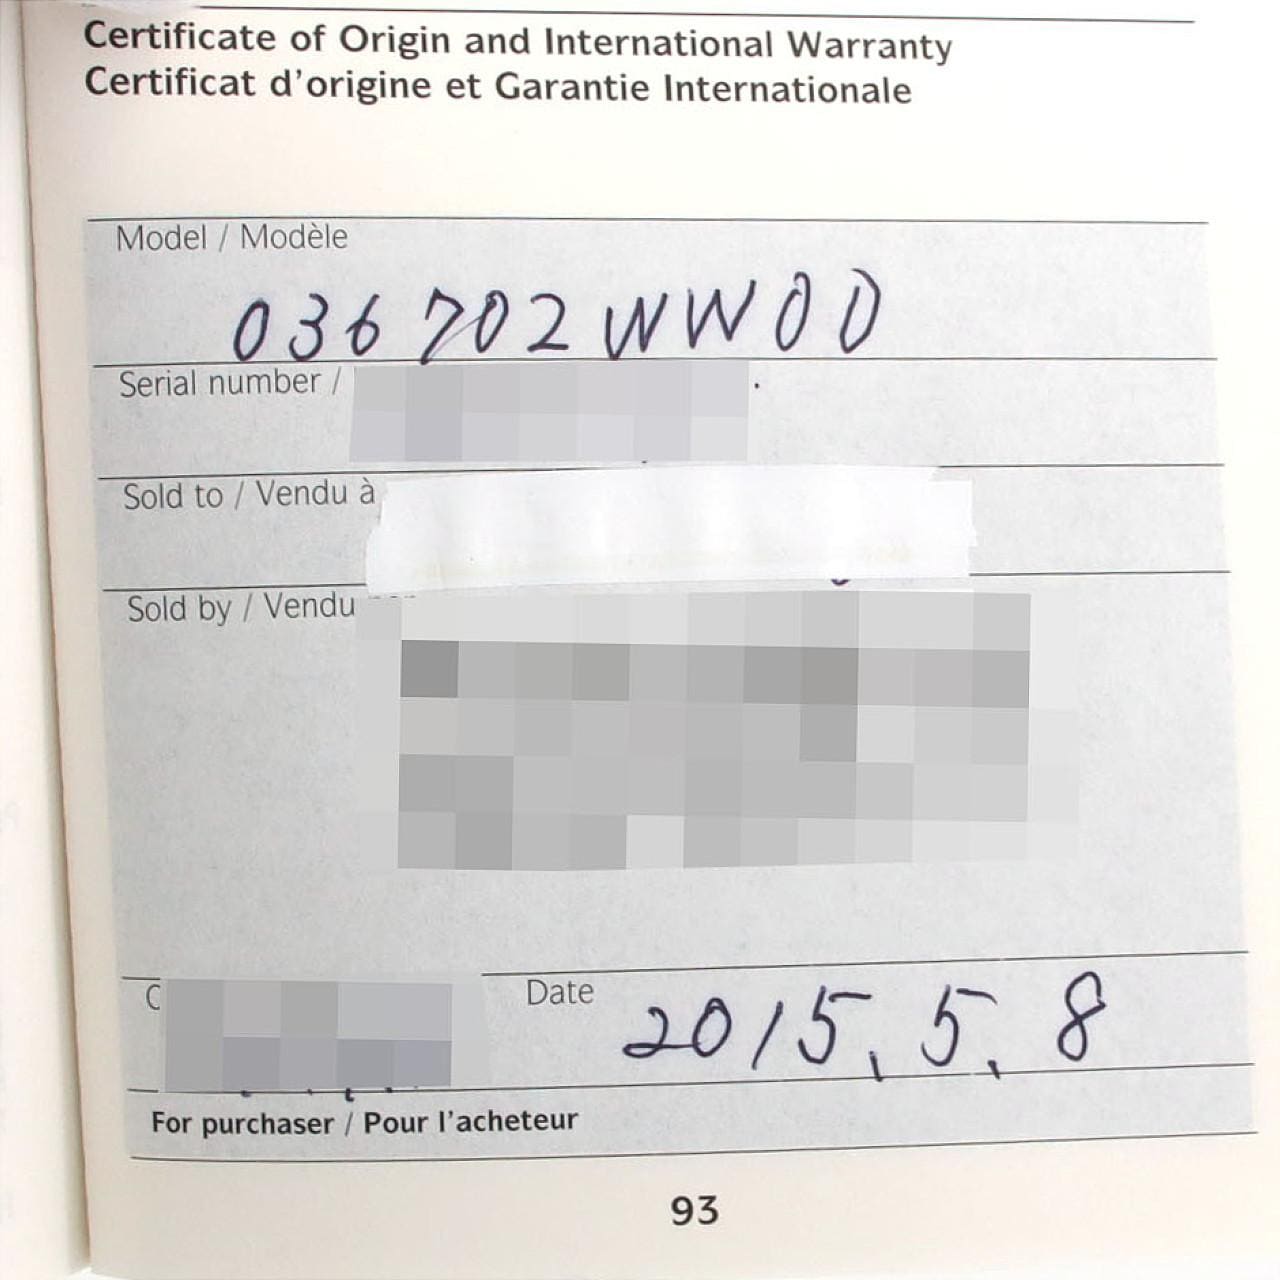 Certificate of Origin and International Warranty
Certificat d'origine et Garantie Internationale
Model / Modèle
036702WW00
Serial number /
Sold to / Vendu à
Sold by / Vendu
Date 2015.5.8
For purchaser / Pour l'acheteur
93